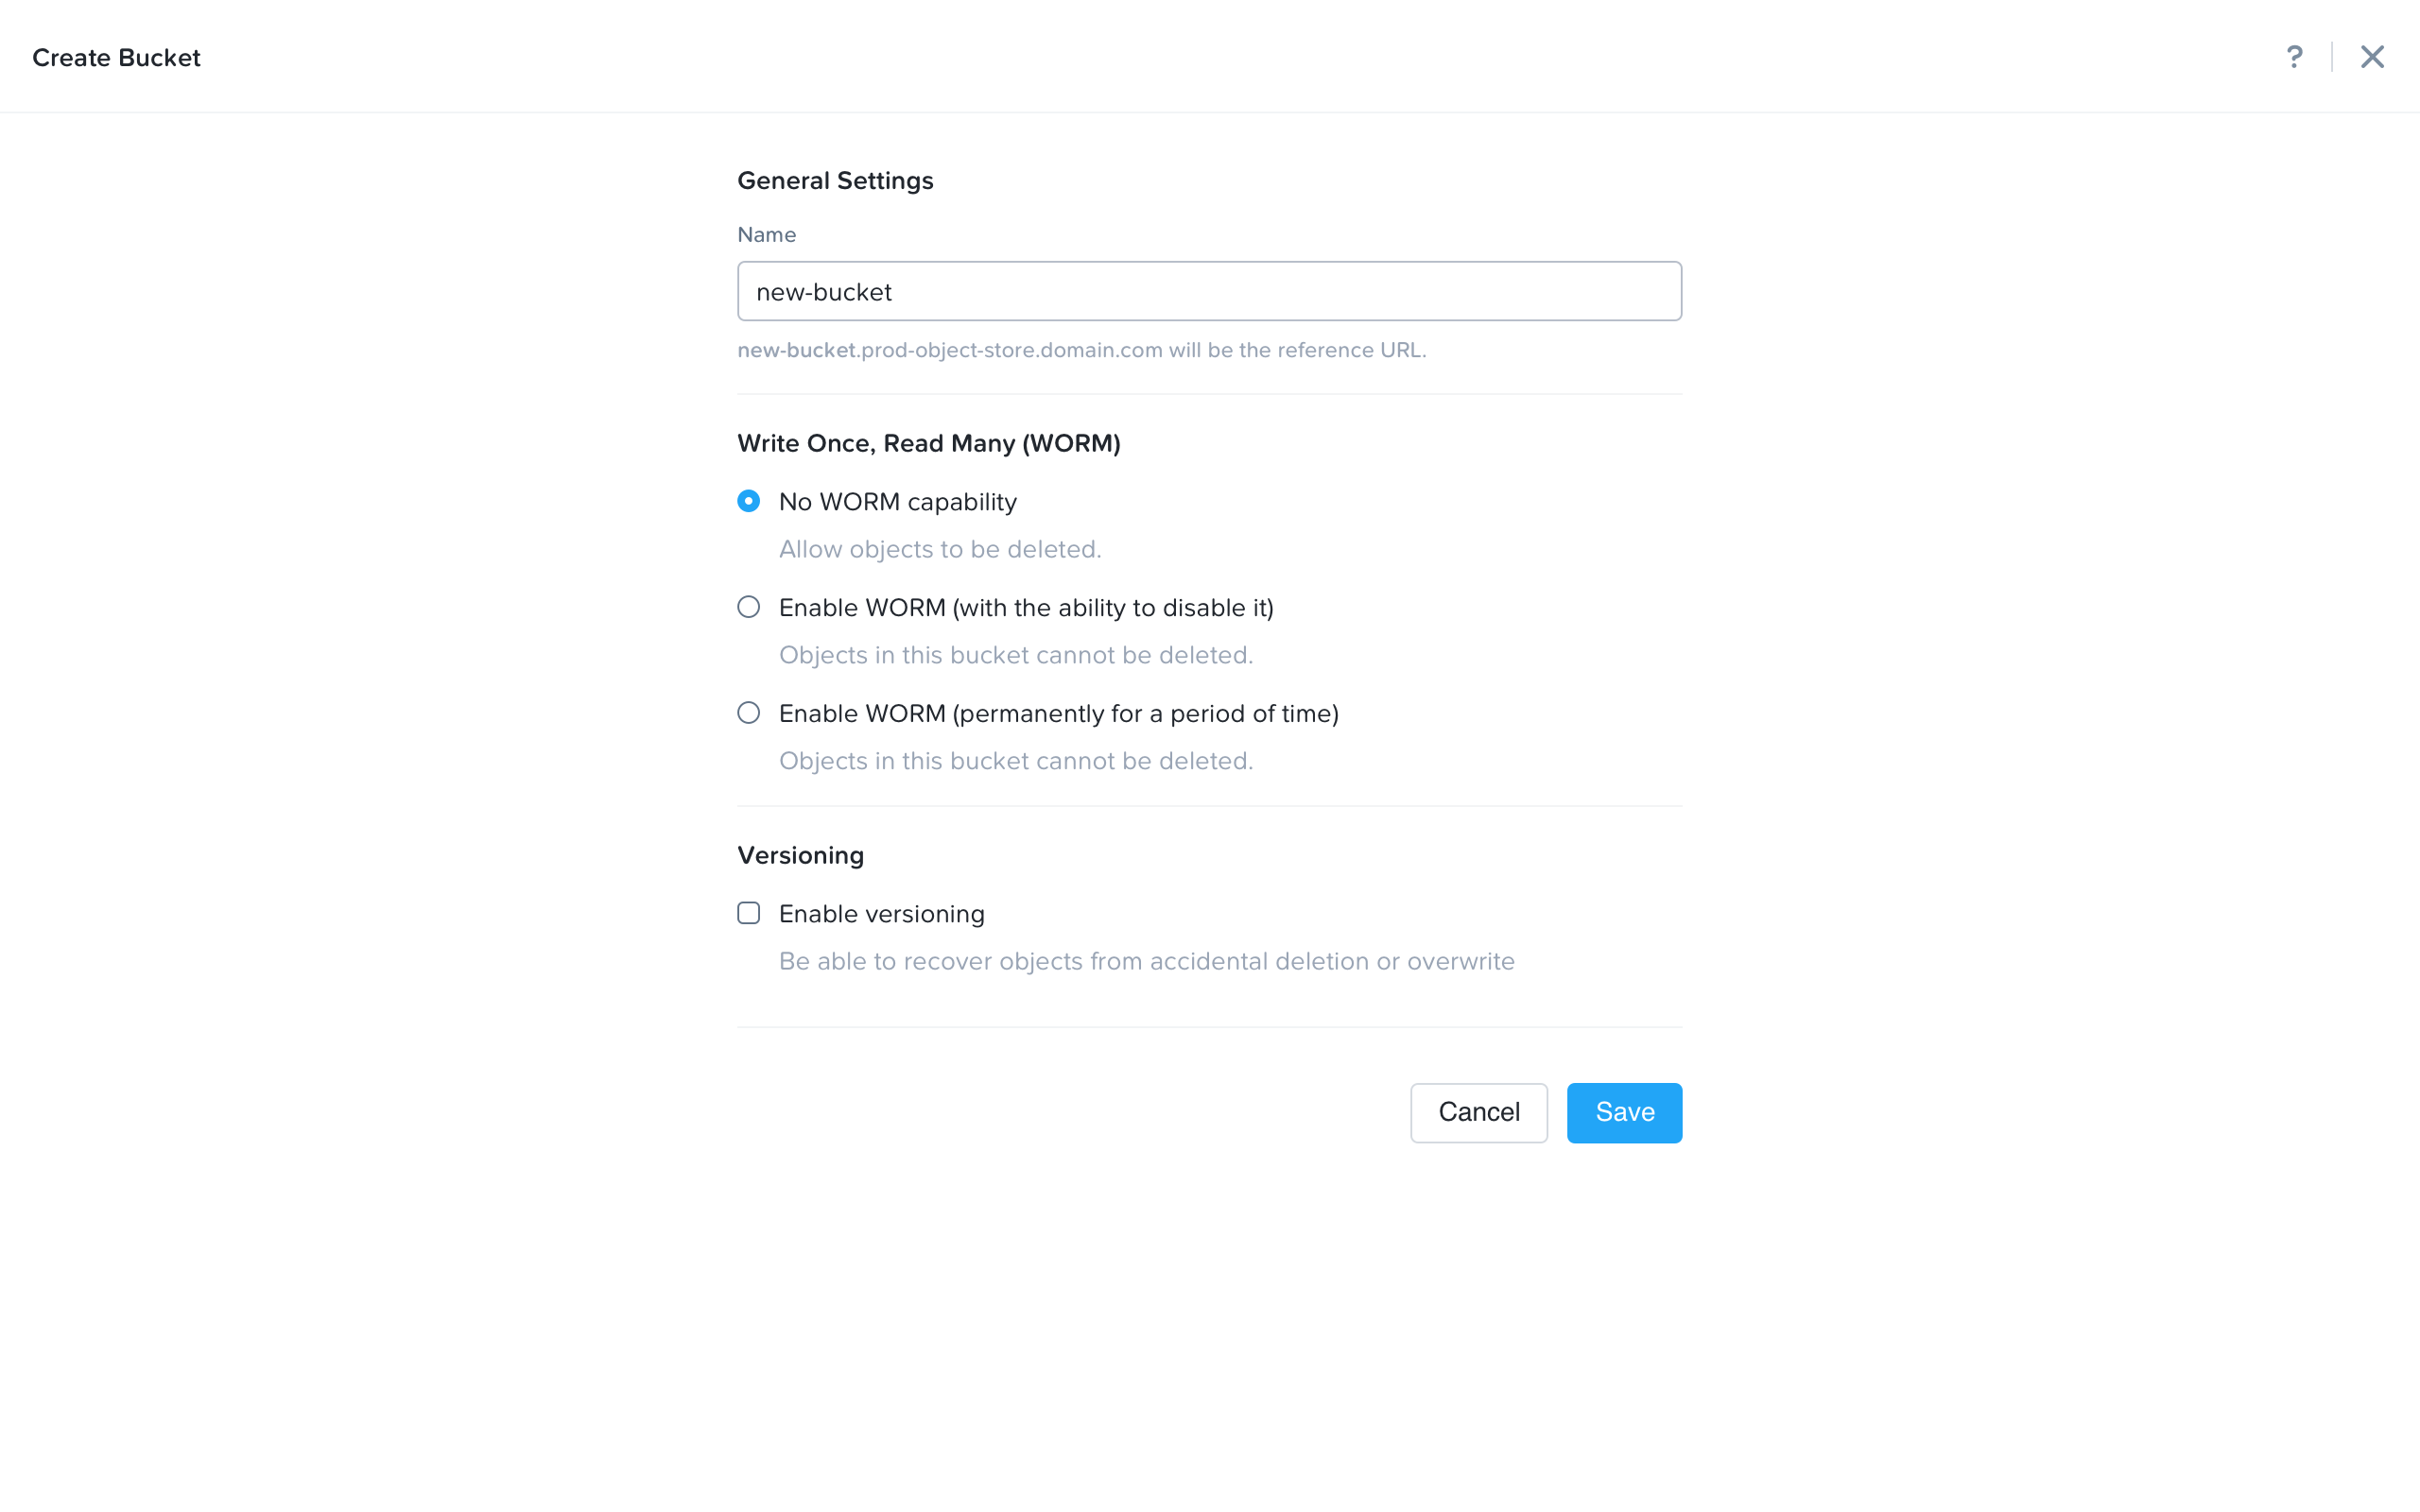 Create Bucket
?
General Settings
Name
new-bucket
new-bucket.prod-object-store.domain.com will be the reference URL.
Write Once, Read Many (WORM)
No WORM capability
Allow objects to be deleted.
Enable WORM (with the ability to disable it)
Objects in this bucket cannot be deleted.
Enable WORM (permanently for a period of time)
Objects in this bucket cannot be deleted.
Versioning
Enable versioning
Be able to recover objects from accidental deletion or overwrite
Cancel Save